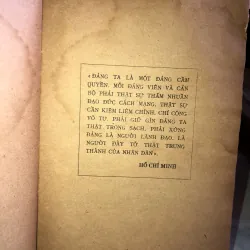 « ĐẢNG TA LÀ MỘT ĐẢNG CẦM
QUYỀN. MỖI ĐẢNG VIÊN VÀ CÁN
BỘ PHẢI THẬT SỰ THẤM NHUẦN
ĐẠO ĐỨC CÁCH MẠNG, THẬT SỰ
CẦN KIỆM LIÊM CHÍNH, CHÍ CÔNG
VÔ TƯ. PHẢI GIỮ GÌN ĐẢNG TA
THẬT TRONG SẠCH, PHẢI XỨNG
ĐÁNG LÀ NGƯỜI LÃNH ĐẠO, LÀ
NGƯỜI ĐẦY TỚ THẬT TRUNG
THÀNH CỦA NHÂN DÂN».
HỒ CHÍ MINH